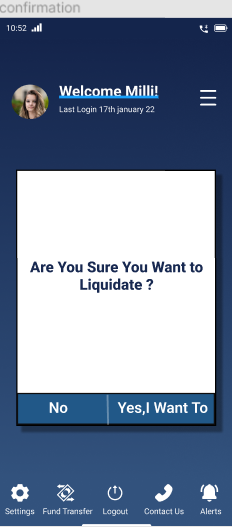 confirmation
10:52
Welcome Milli!
Last Login 17th january 22
Are You Sure You Want to
Liquidate ?
No
Yes,I Want To
Settings
Fund Transfer
Logout
Contact Us
Alerts